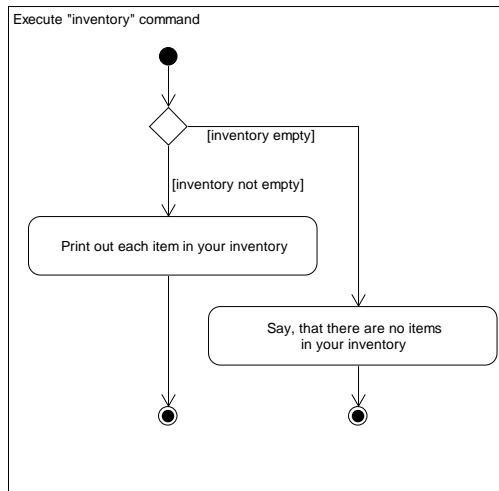 Execute "inventory" command
[inventory empty]
[inventory not empty]
Print out each item in your inventory
Say, that there are no items
in your inventory